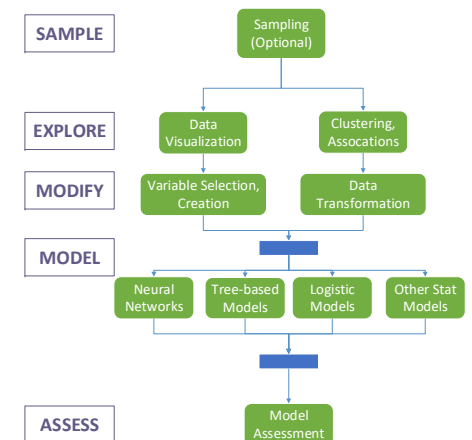 SAMPLE
Sampling
(Optional)
EXPLORE
Data
Visualization
Clustering,
Assocations
MODIFY
Variable Selection,
Creation
Data
Transformation
MODEL
Neural
Networks
Tree-based
Models
Logistic
Models
Other Stat
Models
ASSESS
Model
Assessment